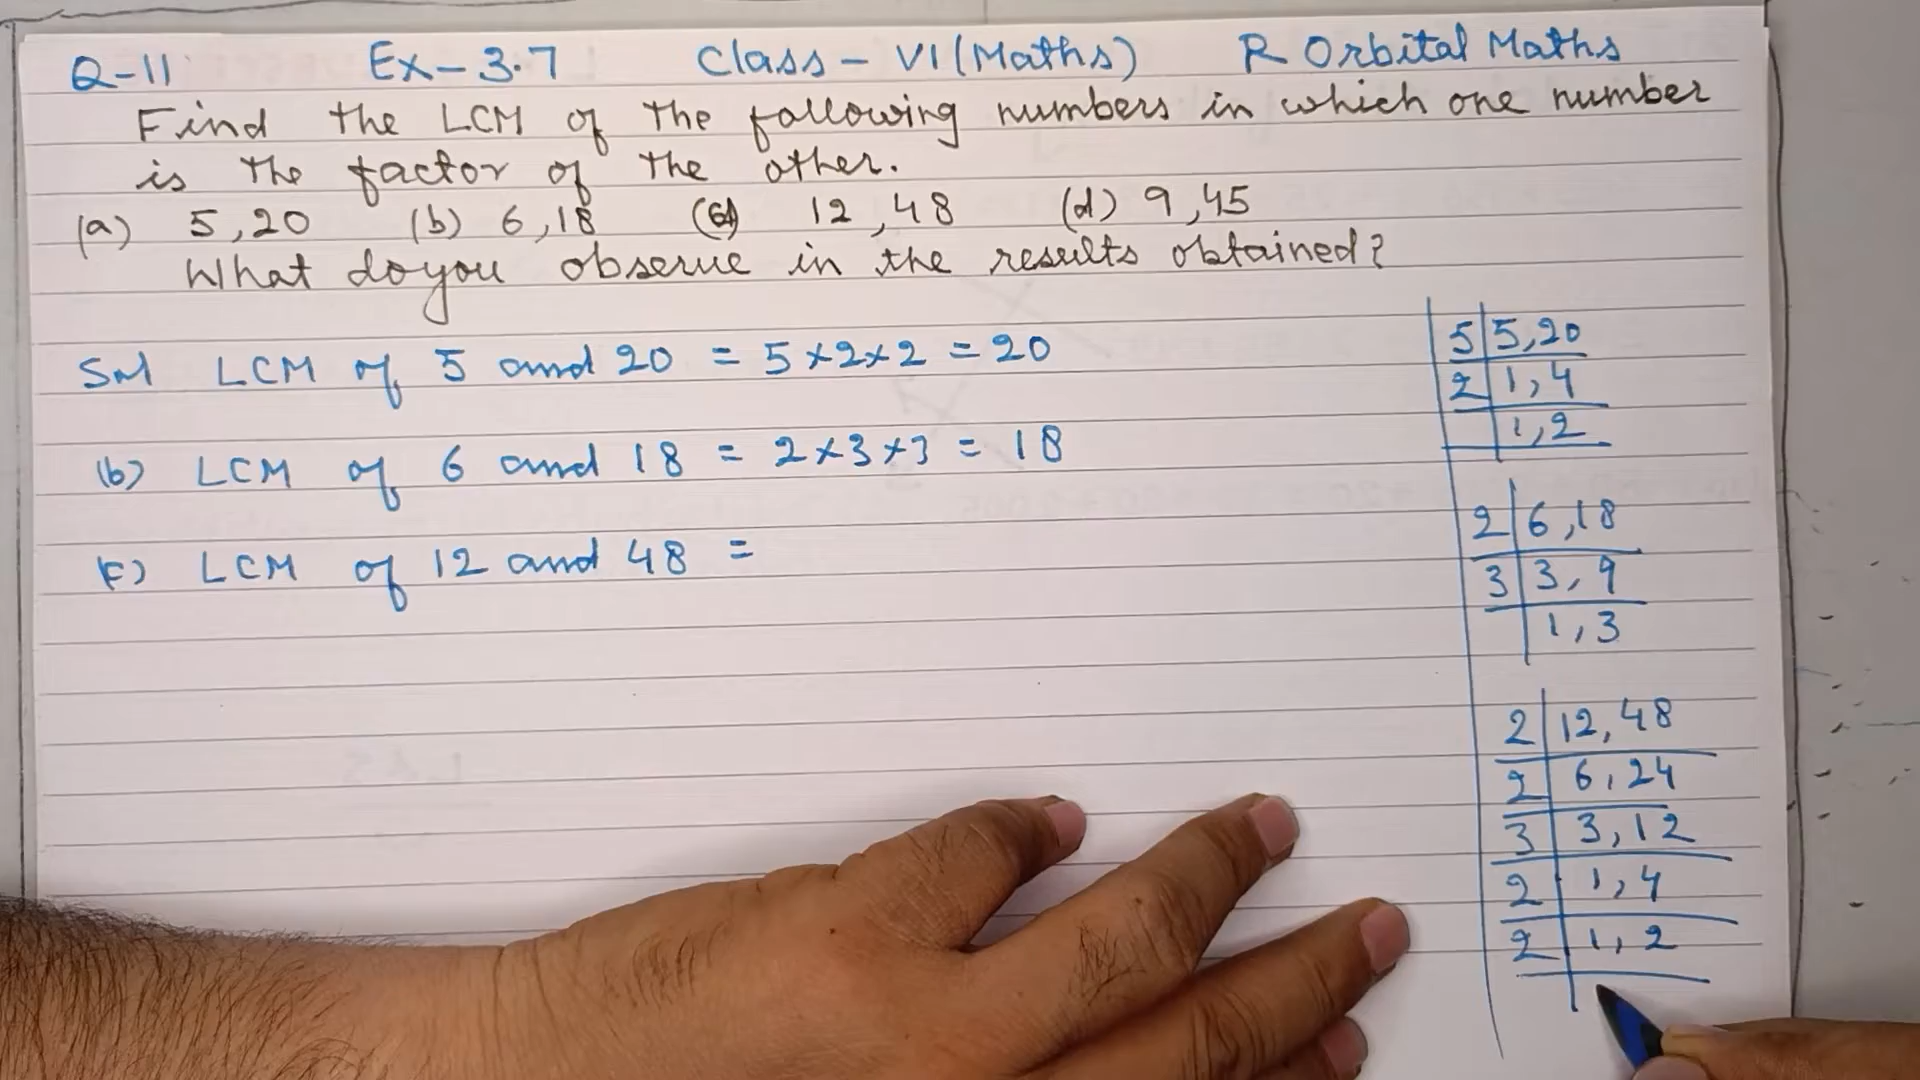 Q-11 Ex-3.7 Class - VI (Maths) R Orbital Maths
Find the LCM of the following numbers in which one number
is the factor of the other.
(a) 5,20 (b) 6,18 (c) 12,48 (d) 9,45
What do you observe in the results obtained?
Sol LCM of 5 and 20 = 5×2×2 = 20
(b) LCM of 6 and 18 = 2×3×3 = 18
(c) LCM of 12 and 48 =
5 | 5,20
2 | 1,4
1,2
2 | 6,18
3 | 3,9
1,3
2 | 12,48
2 | 6,24
3 | 3,12
2 | 1,4
2 | 1,2